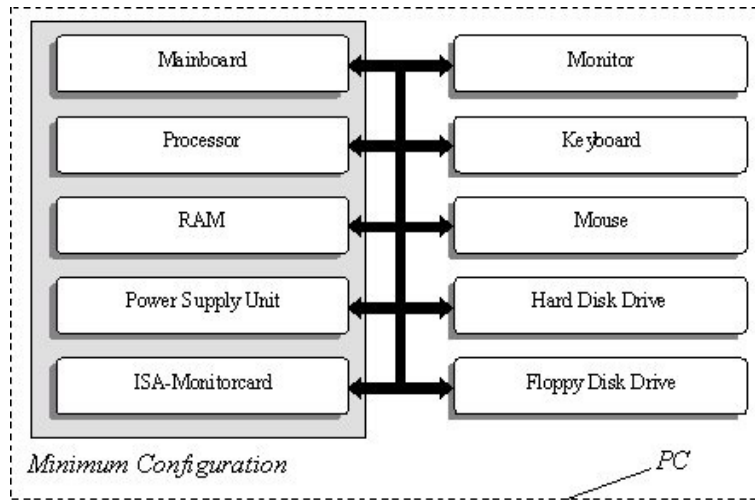 Mainboard
Monitor
Processor
Keyboard
RAM
Mouse
Power Supply Unit
Hard Disk Drive
ISA-Monitorcard
Floppy Disk Drive
Minimum Configuration
PC